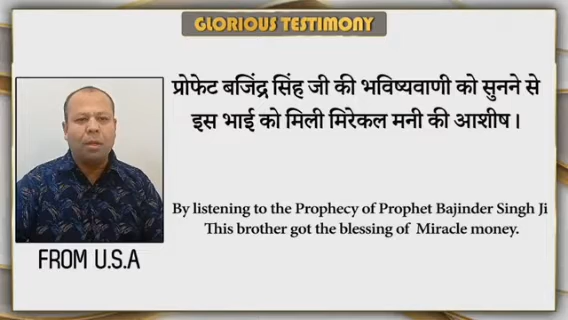 GLORIOUS TESTIMONY
प्रोफेट बजिंद्र सिंह जी की भविष्यवाणी को सुनने से
इस भाई को मिली मिरेकल मनी की आशीष।
By listening to the Prophecy of Prophet Bajinder Singh Ji
This brother got the blessing of Miracle money.
FROM U.S.A